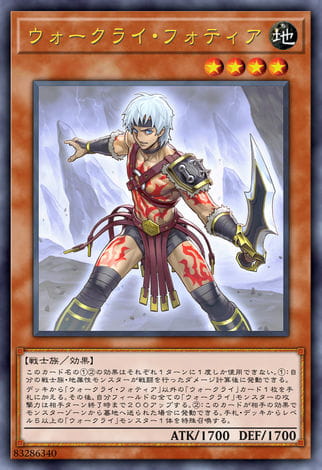 ウォークライ・フォティア
地
【戦士族／効果】
このカード名の①②の効果はそれぞれ１ターンに１度しか使用できない。①：自
分の戦士族・地属性モンスターが戦闘を行ったダメージ計算後に発動できる。
デッキから「ウォークライ・フォティア」以外の「ウォークライ」カード１枚を手
札に加える。その後、自分フィールドの全ての「ウォークライ」モンスターの攻
撃力は相手ターン終了時まで２００アップする。②：このカードが相手の効果で
モンスターゾーンから墓地へ送られた場合に発動できる。手札・デッキからレベ
ル５以上の「ウォークライ」モンスター１体を特殊召喚する。
ATK/1700 DEF/1700
83286340